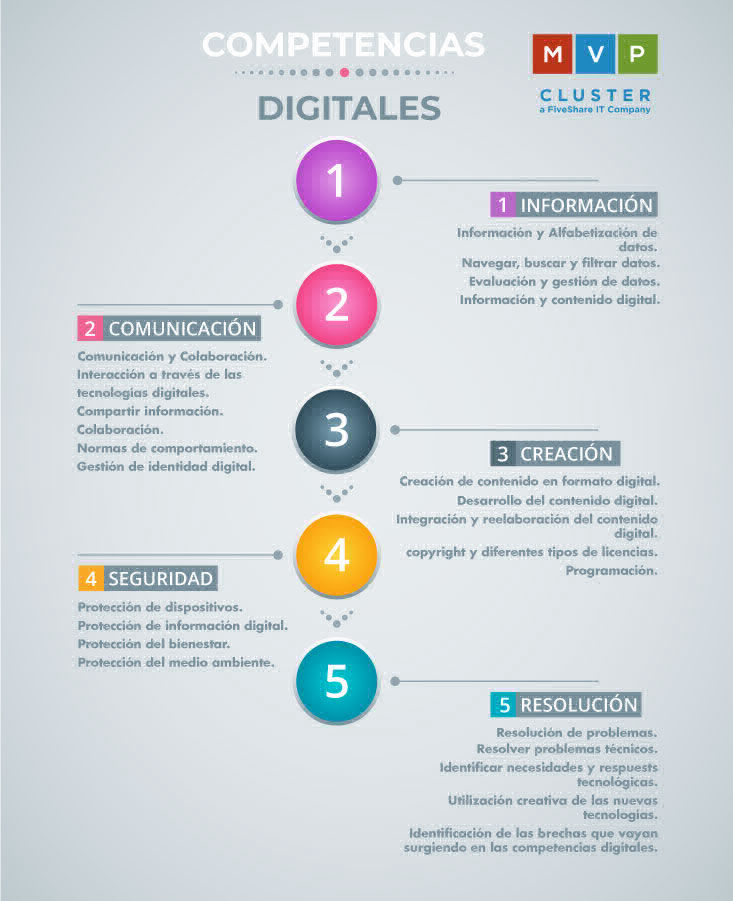 COMPETENCIAS
DIGITALES
M V P
CLUSTER
a FiveShare IT Company
1
1 INFORMACIÓN
Información y Alfabetización de
datos.
Navegar, buscar y filtrar datos.
Evaluación y gestión de datos.
Información y contenido digital.
2
2 COMUNICACIÓN
Comunicación y Colaboración.
Interacción a través de las
tecnologías digitales.
Compartir información.
Colaboración.
Normas de comportamiento.
Gestión de identidad digital.
3
3 CREACIÓN
Creación de contenido en formato digital.
Desarrollo del contenido digital.
Integración y reelaboración del contenido
digital.
copyright y diferentes tipos de licencias.
Programación.
4
4 SEGURIDAD
Protección de dispositivos.
Protección de información digital.
Protección del bienestar.
Protección del medio ambiente.
5
5 RESOLUCIÓN
Resolución de problemas.
Resolver problemas técnicos.
Identificar necesidades y respuests
tecnológicas.
Utilización creativa de las nuevas
tecnologías.
Identificación de las brechas que vayan
surgiendo en las competencias digitales.